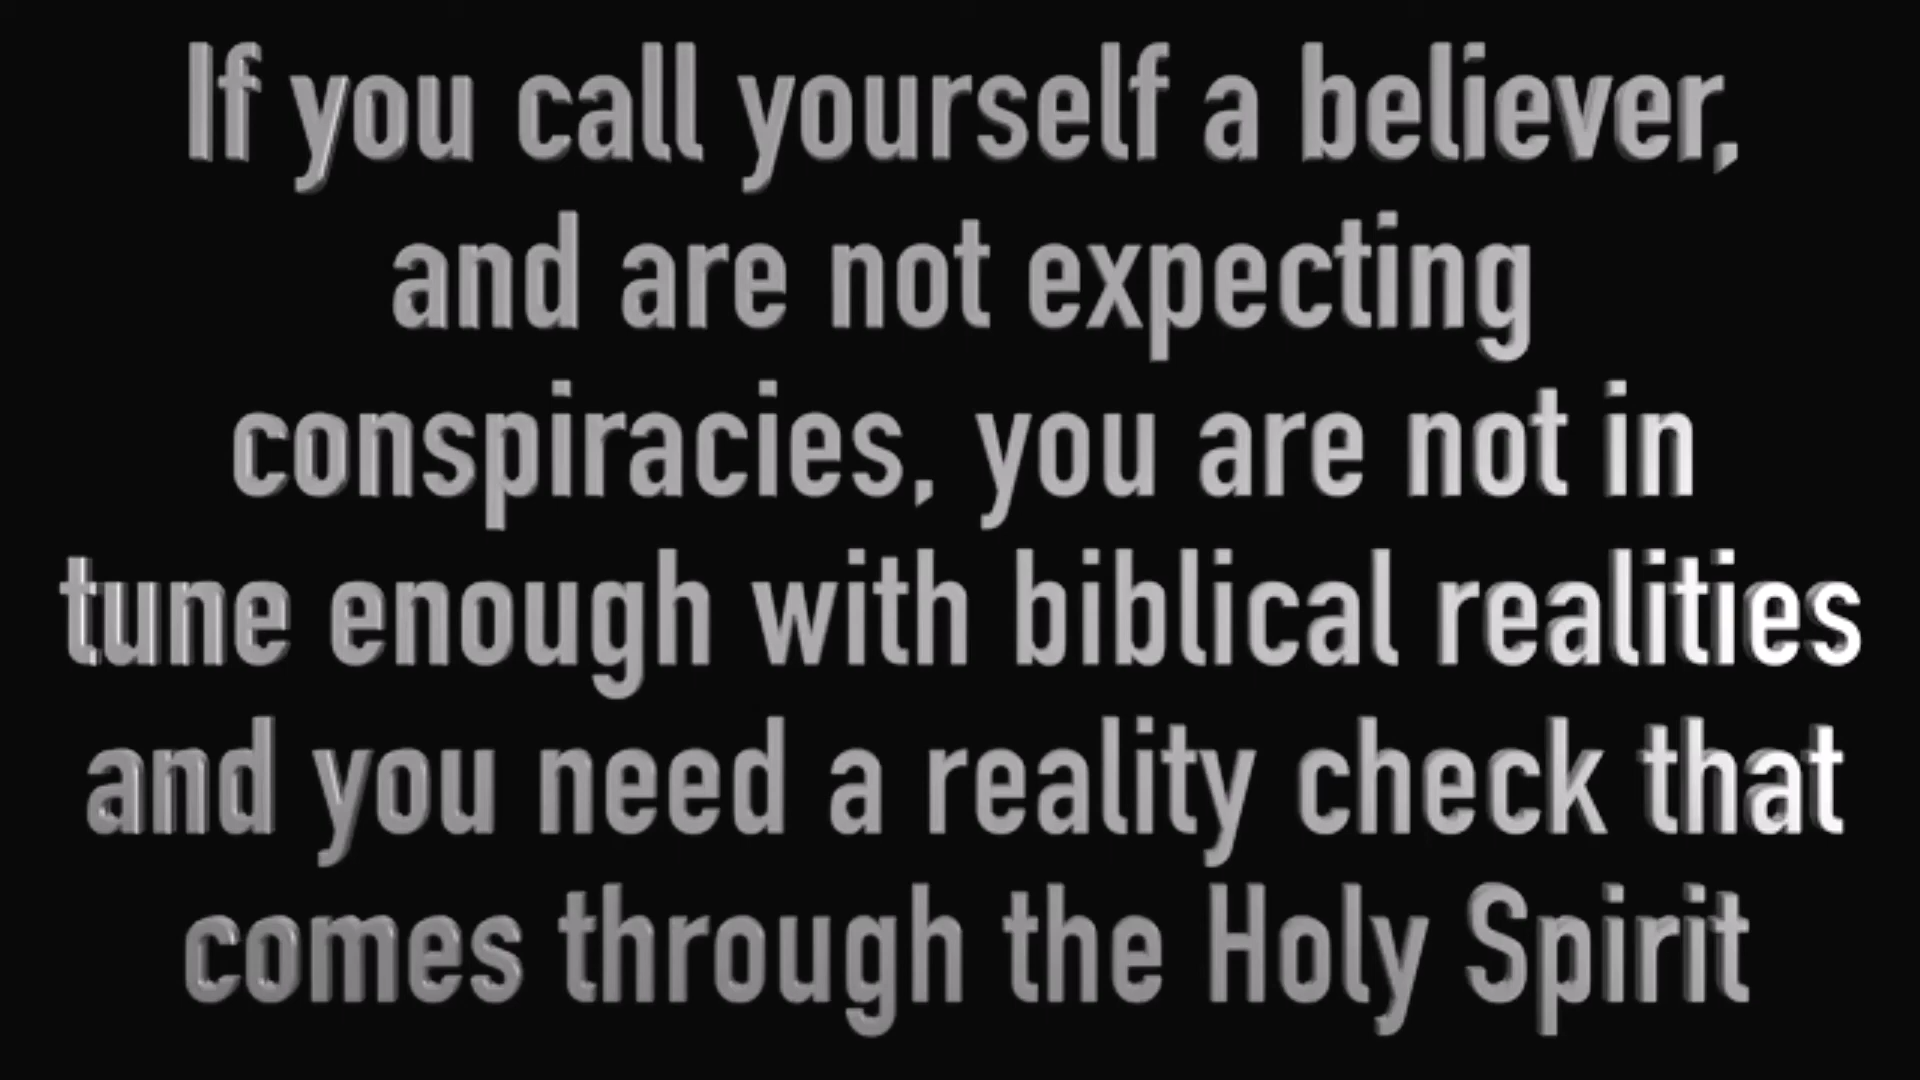 If you call yourself a believer,
and are not expecting
conspiracies, you are not in
tune enough with biblical realities
and you need a reality check that
comes through the Holy Spirit